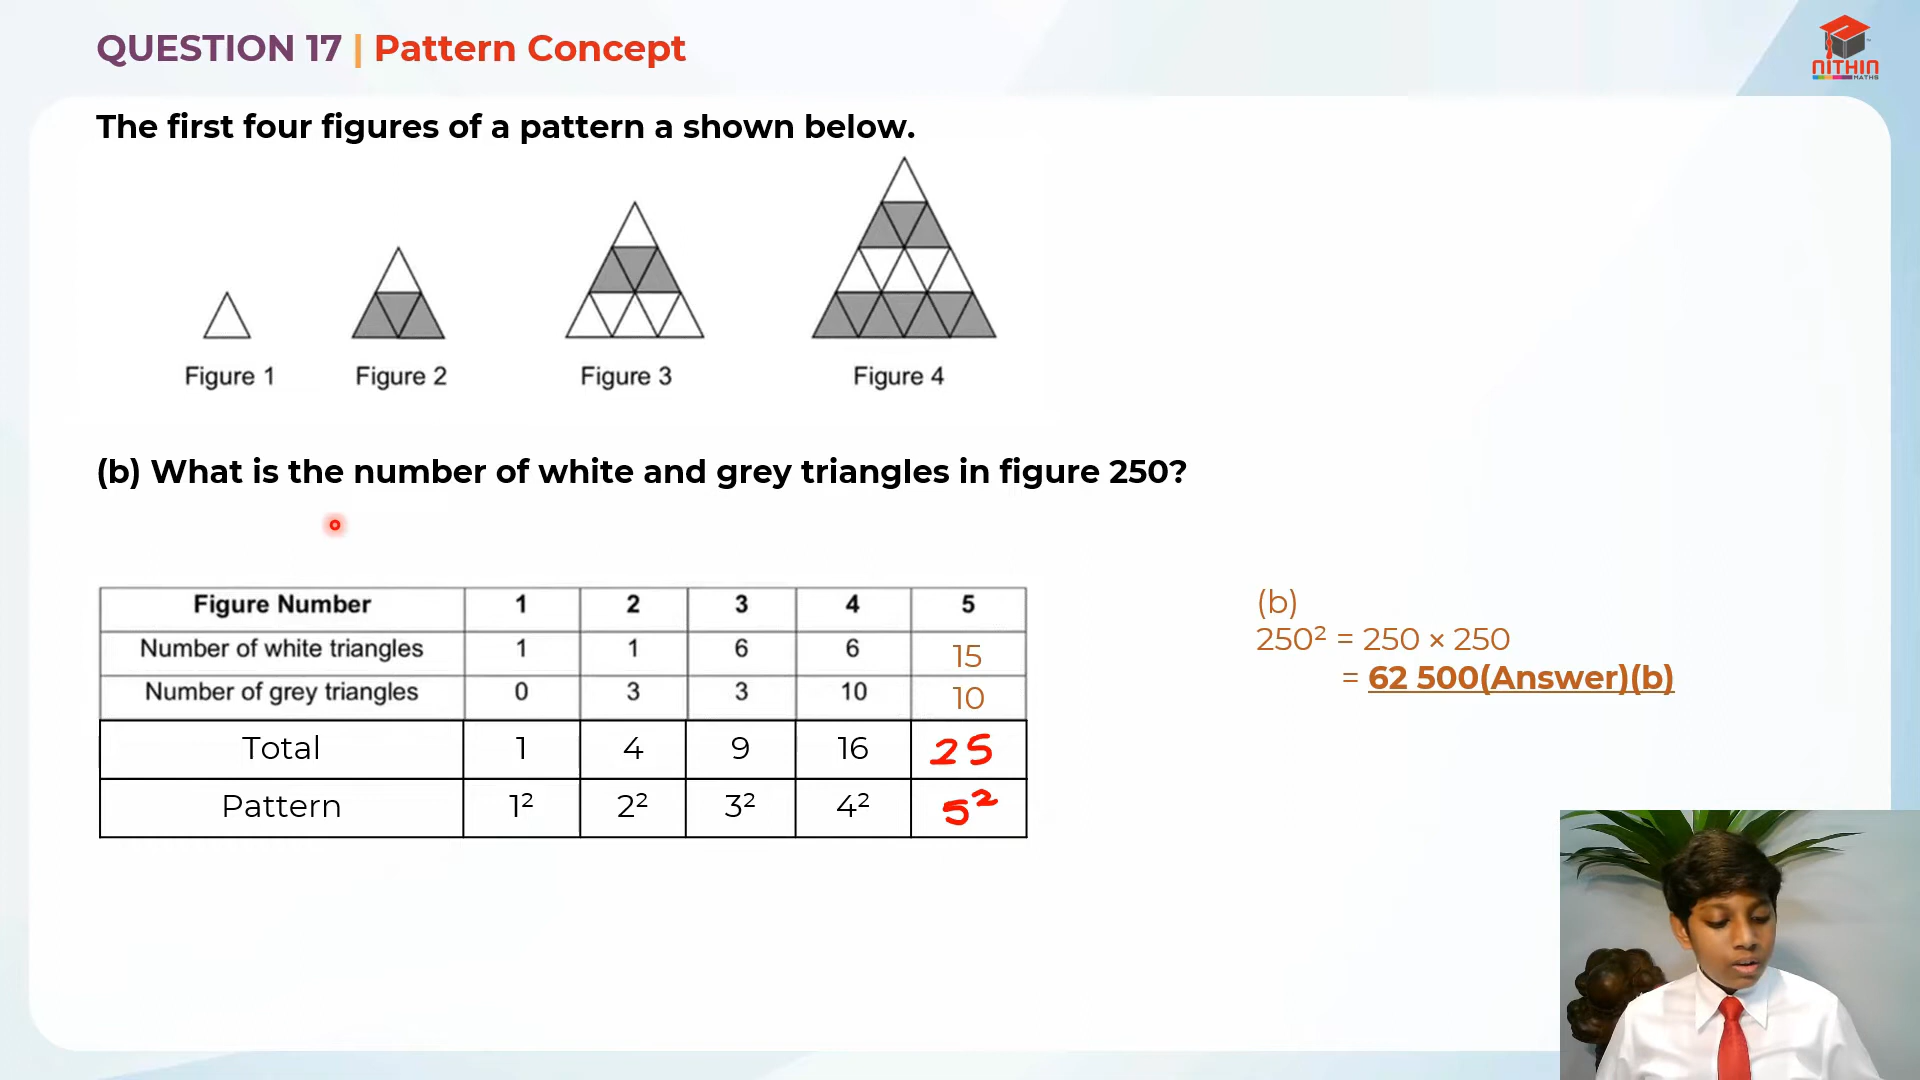 QUESTION 17 | Pattern Concept
NITHIN
MATHS
The first four figures of a pattern a shown below.
Figure 1 Figure 2 Figure 3 Figure 4
(b) What is the number of white and grey triangles in figure 250?
Figure Number 1 2 3 4 5
Number of white triangles 1 1 6 6 15
Number of grey triangles 0 3 3 10 10
Total 1 4 9 16 25
Pattern 1² 2² 3² 4² 5²
(b)
250² = 250 × 250
= 62 500(Answer)(b)